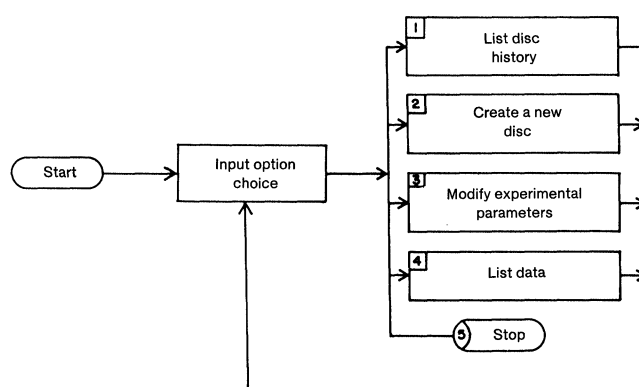 1
List disc
history
2
Create a new
disc
Start
Input option
choice
3
Modify experimental
parameters
4
List data
5
Stop